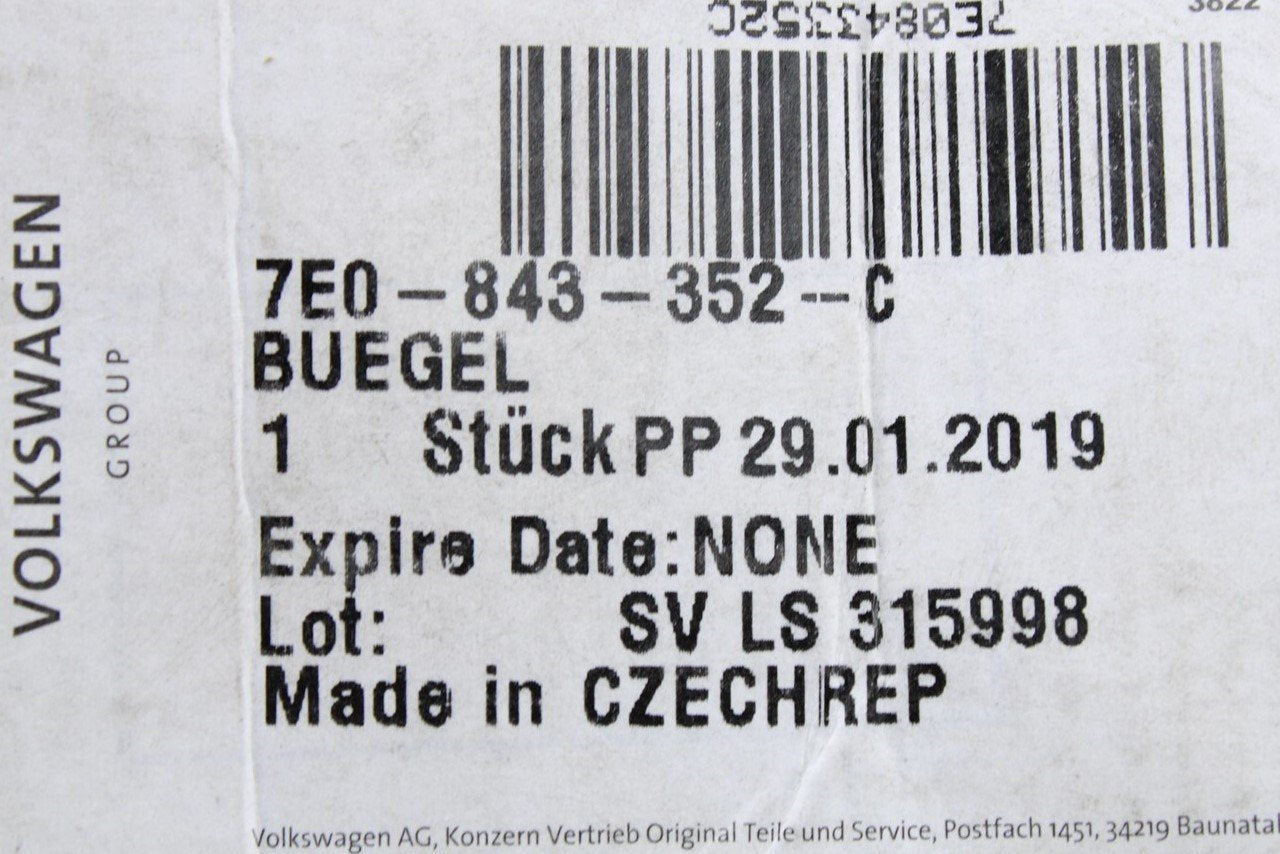 3822
7E0843352C
7E0-843-352--C
BUEGEL
1 Stück PP 29.01.2019
Expire Date:NONE
Lot: SV LS 315998
Made in CZECHREP
Volkswagen AG, Konzern Vertrieb Original Teile und Service, Postfach 1451, 34219 Baunatal
VOLKSWAGEN
GROUP